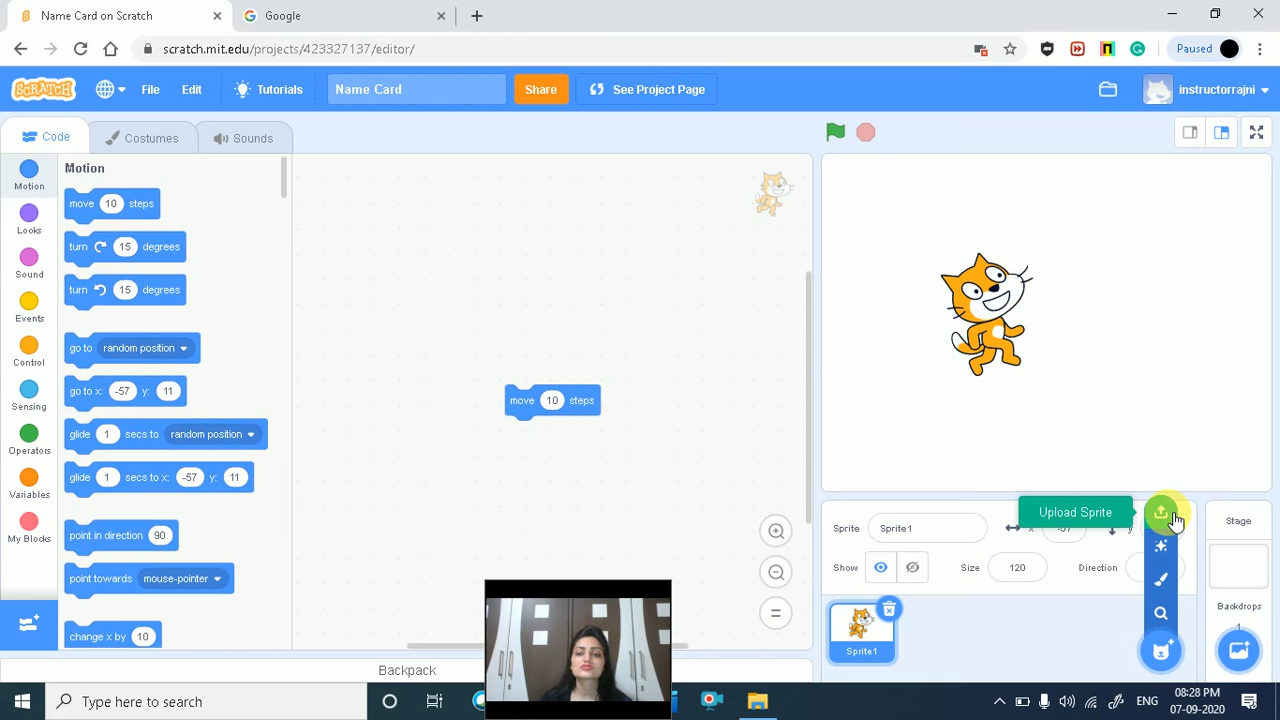 Name Card on Scratch
Google
scratch.mit.edu/projects/423327137/editor/
Paused
SCRATCH
File
Edit
Tutorials
Name Card
Share
See Project Page
instructorrajni
Code
Costumes
Sounds
Motion
Looks
Sound
Events
Control
Sensing
Operators
Variables
My Blocks
Motion
move 10 steps
turn 15 degrees
turn 15 degrees
go to random position
go to x: -57 y: 11
glide 1 secs to random position
glide 1 secs to x: -57 y: 11
point in direction 90
point towards mouse-pointer
change x by 10
move 10 steps
Backpack
Upload Sprite
Sprite
Sprite1
x
-57
y
Show
Size
120
Direction
Sprite1
Stage
Backdrops
1
Type here to search
ENG
08:28 PM
07-09-2020